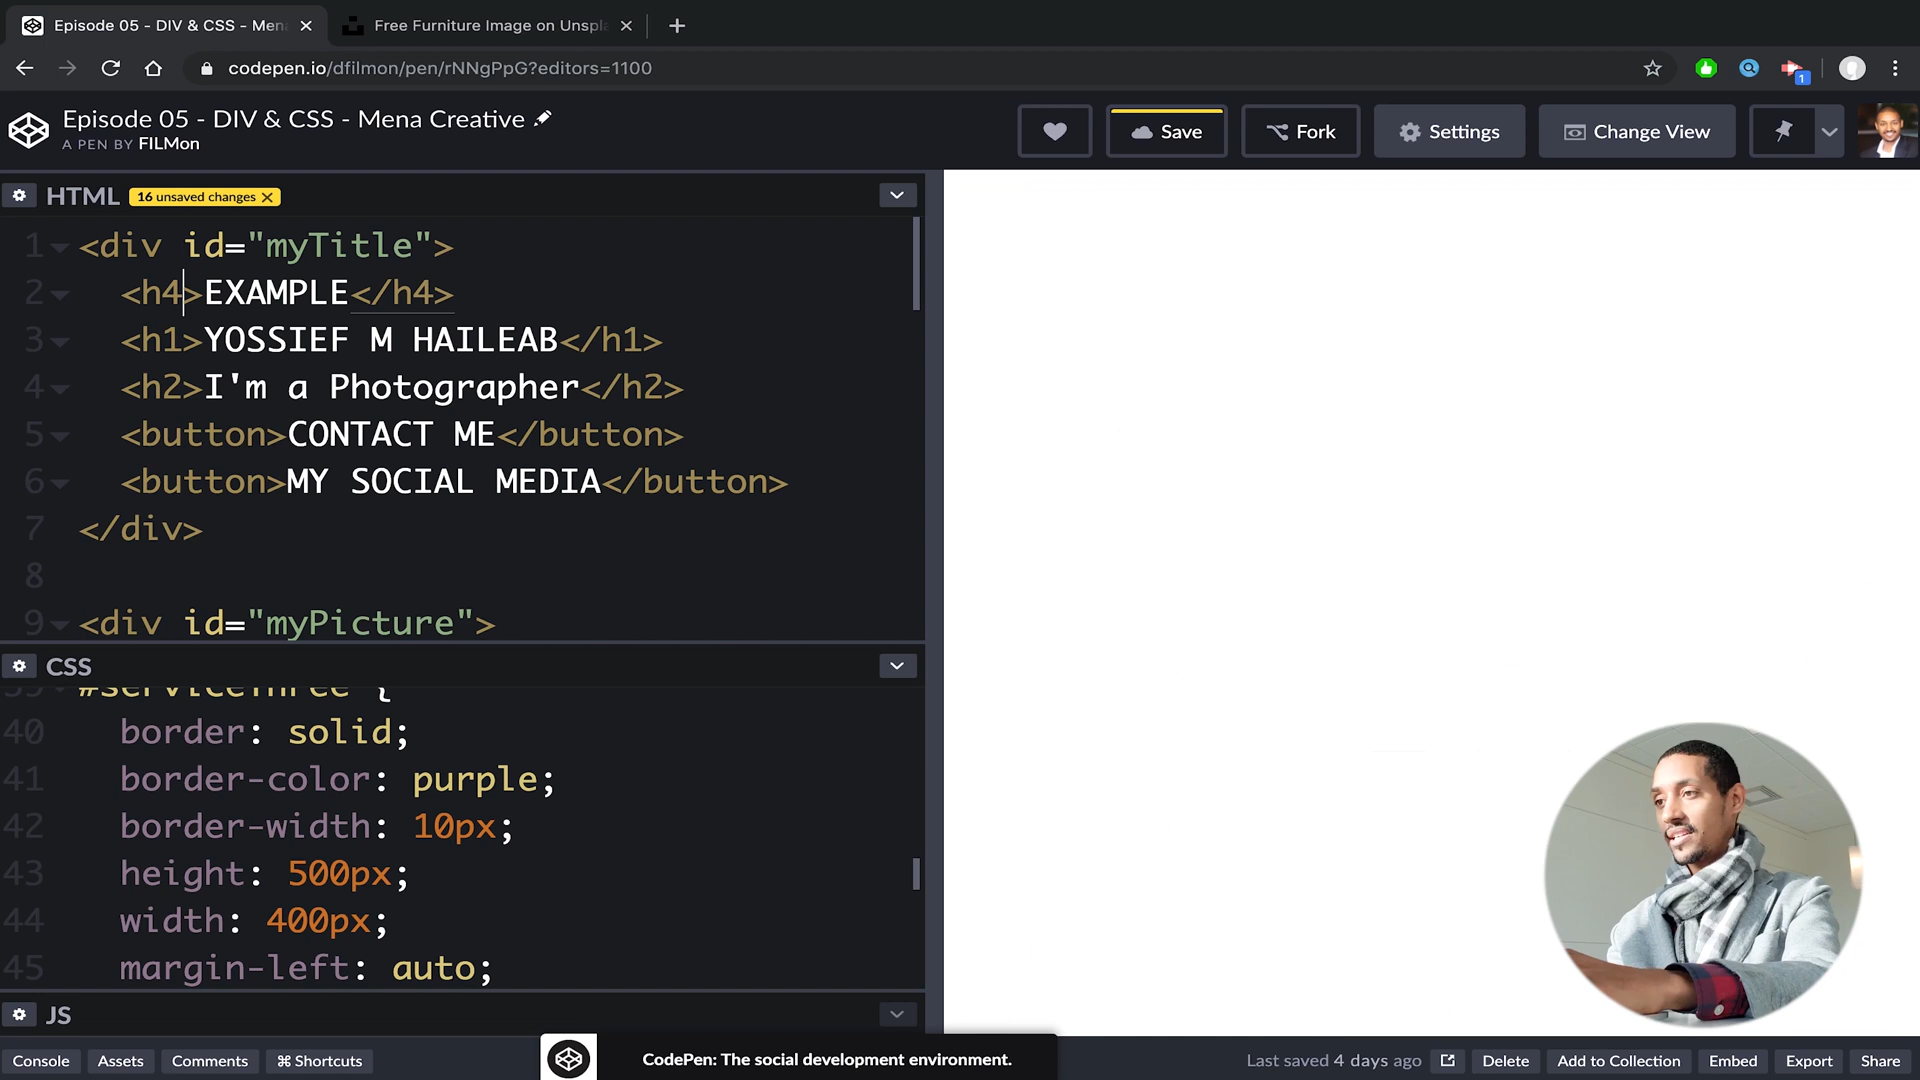 Episode 05 - DIV & CSS - Men
Free Furniture Image on Unspl
codepen.io/dfilmon/pen/rNNgPpG?editors=1100
1
Episode 05 - DIV & CSS - Mena Creative
A PEN BY FILMon
Save
Fork
Settings
Change View
HTML
16 unsaved changes
1 <div id="myTitle">
2 <h4>EXAMPLE</h4>
3 <h1>YOSSIEF M HAILEAB</h1>
4 <h2>I'm a Photographer</h2>
5 <button>CONTACT ME</button>
6 <button>MY SOCIAL MEDIA</button>
7 </div>
8
9 <div id="myPicture">
CSS
39 #serviceThree {
40 border: solid;
41 border-color: purple;
42 border-width: 10px;
43 height: 500px;
44 width: 400px;
45 margin-left: auto;
JS
Console
Assets
Comments
⌘ Shortcuts
CodePen: The social development environment.
Last saved 4 days ago
Delete
Add to Collection
Embed
Export
Share